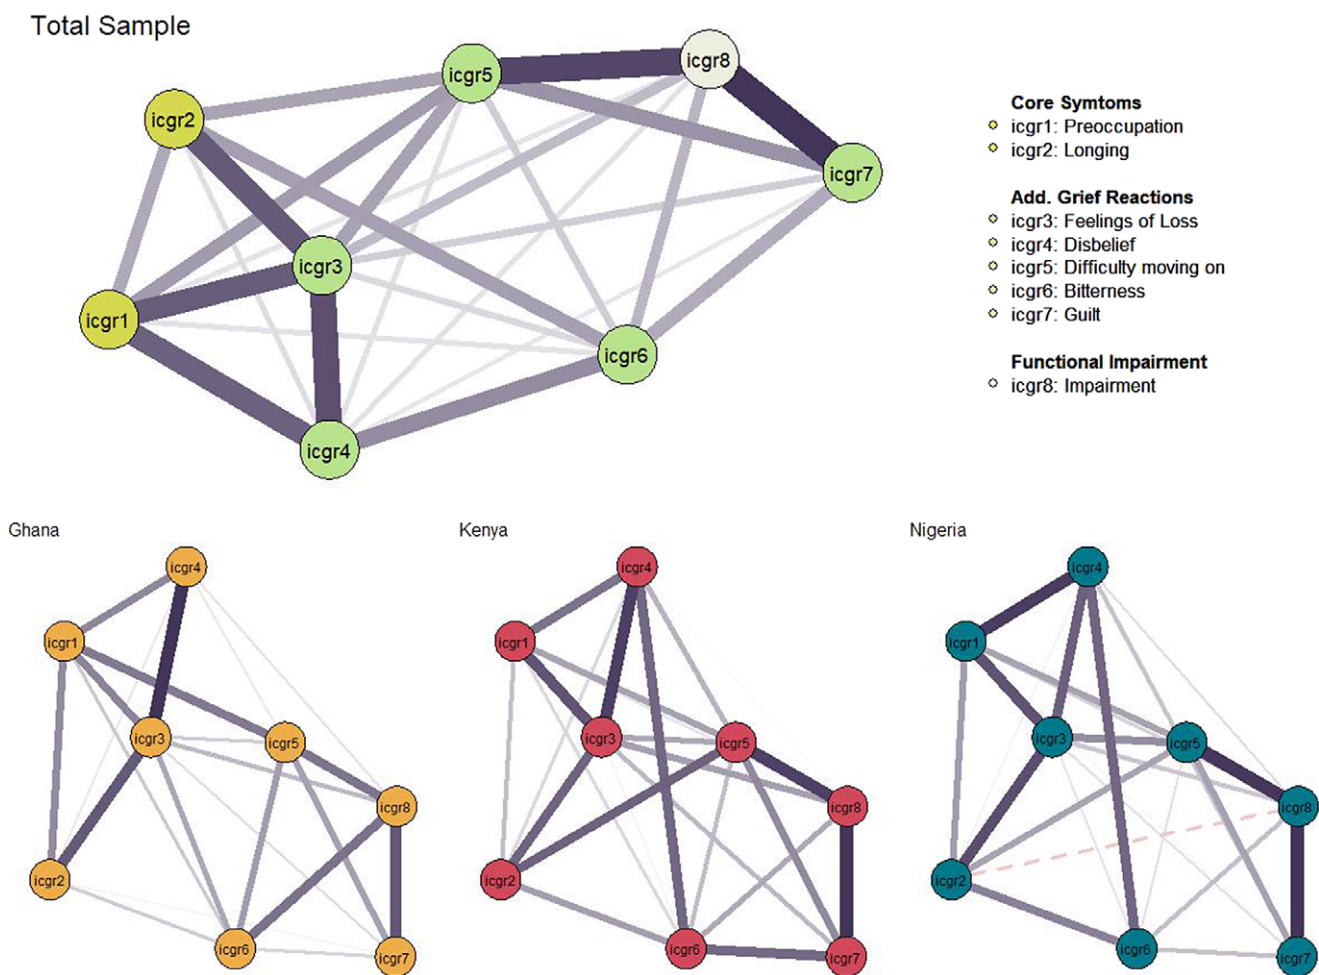 Total Sample
icgr5
icgr8
icgr2
icgr7
icgr3
icgr1
icgr6
icgr4
Core Symtoms
icgr1: Preoccupation
icgr2: Longing
Add. Grief Reactions
icgr3: Feelings of Loss
icgr4: Disbelief
icgr5: Difficulty moving on
icgr6: Bitterness
icgr7: Guilt
Functional Impairment
icgr8: Impairment
Ghana
icgr4
icgr1
icgr3
icgr5
icgr8
icgr2
icgr6
icgr7
Kenya
icgr4
icgr1
icgr3
icgr5
icgr8
icgr2
icgr6
icgr7
Nigeria
icgr4
icgr1
icgr3
icgr5
icgr8
icgr2
icgr6
icgr7